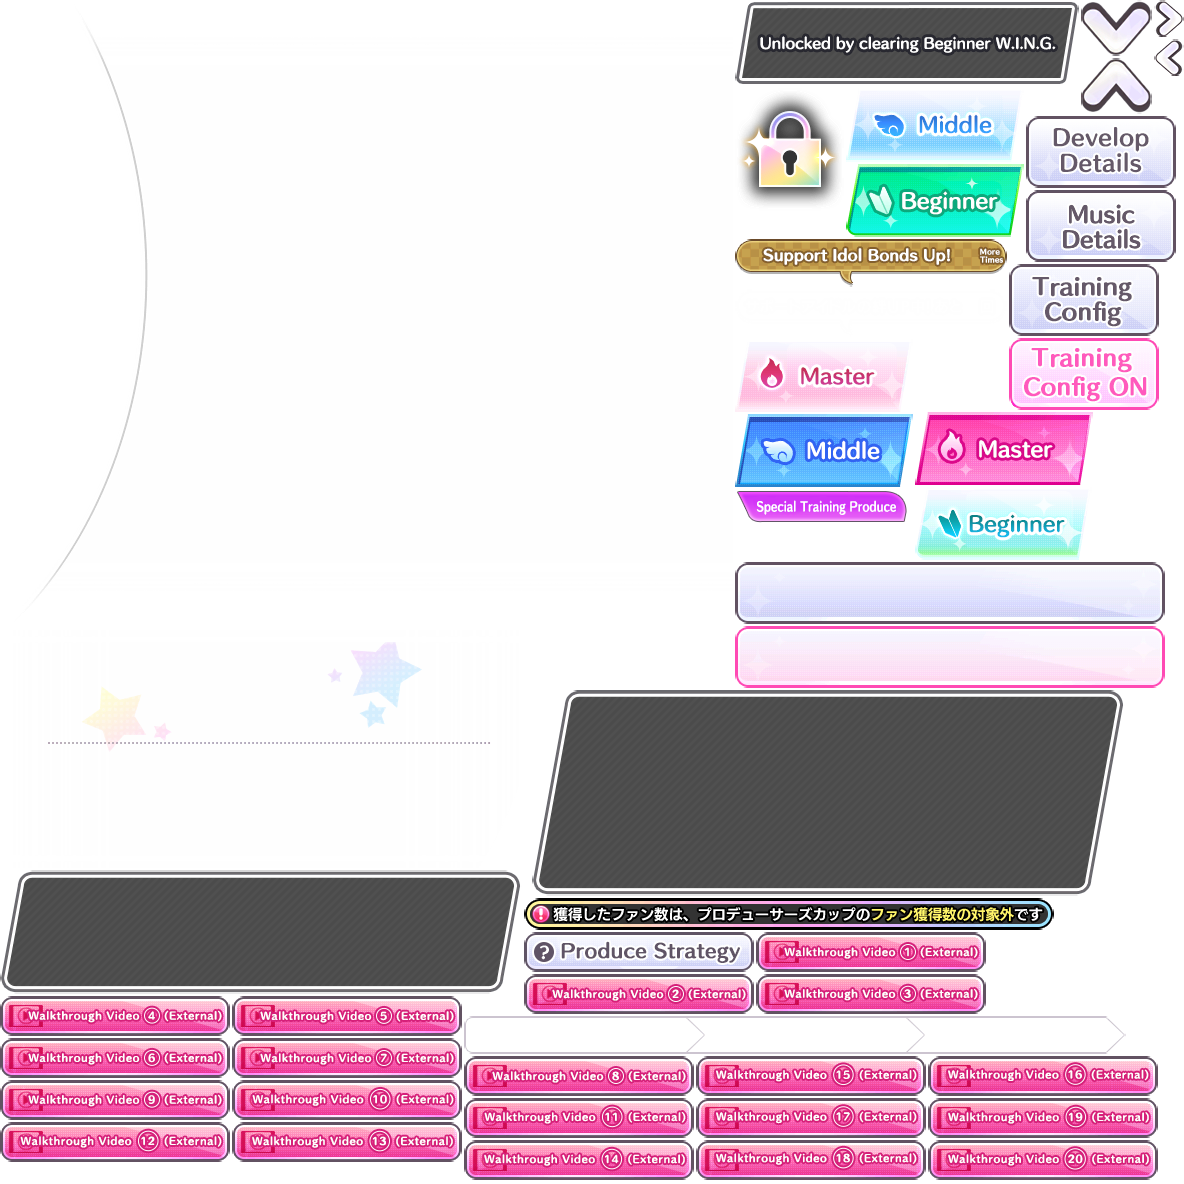 Unlocked by clearing Beginner W.I.N.G.
Middle
Beginner
Develop
Details
Music
Details
Support Idol Bonds Up!
More
Times
Training
Config
Training
Config ON
Master
Middle
Master
Special Training Produce
Beginner
獲得したファン数は、プロデューサーズカップのファン獲得数の対象外です
? Produce Strategy
Walkthrough Video ① (External)
Walkthrough Video ② (External)
Walkthrough Video ③ (External)
Walkthrough Video ④ (External)
Walkthrough Video ⑤ (External)
Walkthrough Video ⑥ (External)
Walkthrough Video ⑦ (External)
Walkthrough Video ⑨ (External)
Walkthrough Video ⑩ (External)
Walkthrough Video ⑫ (External)
Walkthrough Video ⑬ (External)
Walkthrough Video ⑧ (External)
Walkthrough Video ⑮ (External)
Walkthrough Video ⑯ (External)
Walkthrough Video ⑪ (External)
Walkthrough Video ⑰ (External)
Walkthrough Video ⑲ (External)
Walkthrough Video ⑭ (External)
Walkthrough Video ⑱ (External)
Walkthrough Video ⑳ (External)